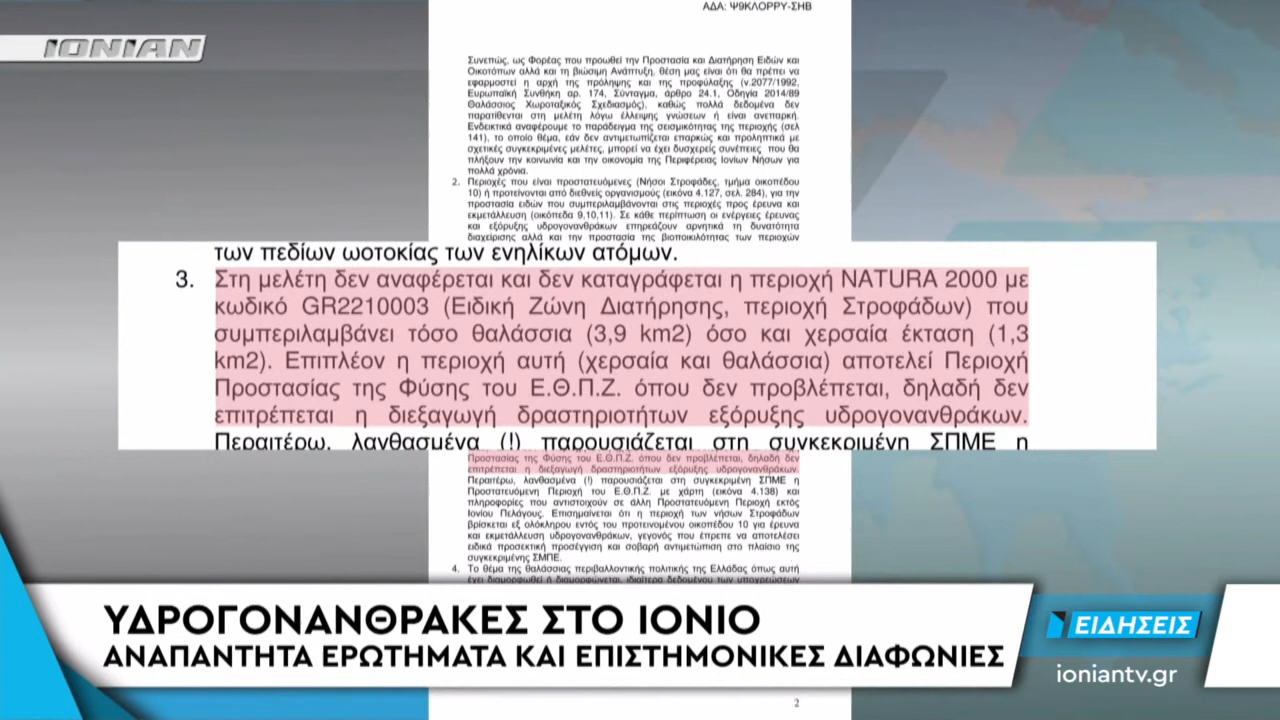 ΑΔΑ: Ψ9ΚΛΟΡΡΥ-ΣΗΒ
IONIAN
Συνεπώς, ως Φορέας που προωθεί την Προστασία και Διατήρηση Ειδών και
Οικοτόπων αλλά και τη βιώσιμη Ανάπτυξη, θέση μας είναι ότι θα πρέπει να
εφαρμοστεί η αρχή της πρόληψης και της προφύλαξης (ν.2077/1992,
Ευρωπαϊκή Συνθήκη αρ. 174, Σύνταγμα, άρθρο 24.1, Οδηγία 2014/89
Θαλάσσιος Χωροταξικός Σχεδιασμός), καθώς πολλά δεδομένα δεν
παρατίθενται στη μελέτη λόγω έλλειψης γνώσεων ή είναι ανεπαρκή.
Ενδεικτικά αναφέρουμε το παράδειγμα της σεισμικότητας της περιοχής (σελ
141), το οποίο θέμα, εάν δεν αντιμετωπίζεται επαρκώς και προληπτικά με
σχετικές συγκεκριμένες μελέτες, μπορεί να έχει δυσχερείς συνέπειες που θα
πλήξουν την κοινωνία και την οικονομία της Περιφέρειας Ιονίων Νήσων για
πολλά χρόνια.
2. Περιοχές που είναι προστατευόμενες (Νήσοι Στροφάδες, τμήμα οικοπέδου
10) ή προτείνονται από διεθνείς οργανισμούς (εικόνα 4.127, σελ. 284), για την
προστασία ειδών που συμπεριλαμβάνονται στις περιοχές προς έρευνα και
εκμετάλλευση (οικόπεδα 9,10,11). Σε κάθε περίπτωση οι ενέργειες έρευνας
και εξόρυξης υδρογονανθράκων επηρεάζουν αρνητικά τη δυνατότητα
διαχείρισης αλλά και την προστασία της βιοποικιλότητας των περιοχών
των πεδίων ωοτοκίας των ενηλίκων ατόμων.
3. Στη μελέτη δεν αναφέρεται και δεν καταγράφεται η περιοχή NATURA 2000 με
κωδικό GR2210003 (Ειδική Ζώνη Διατήρησης, περιοχή Στροφάδων) που
συμπεριλαμβάνει τόσο θαλάσσια (3,9 km2) όσο και χερσαία έκταση (1,3
km2). Επιπλέον η περιοχή αυτή (χερσαία και θαλάσσια) αποτελεί Περιοχή
Προστασίας της Φύσης του Ε.Θ.Π.Ζ. όπου δεν προβλέπεται, δηλαδή δεν
επιτρέπεται η διεξαγωγή δραστηριοτήτων εξόρυξης υδρογονανθράκων.
Περαιτέρω, λανθασμένα (!) παρουσιάζεται στη συγκεκριμένη ΣΠΜΕ η
Προστασίας της Φύσης του Ε.Θ.Π.Ζ. όπου δεν προβλέπεται, δηλαδή δεν
επιτρέπεται η διεξαγωγή δραστηριοτήτων εξόρυξης υδρογονανθράκων.
Περαιτέρω, λανθασμένα (!) παρουσιάζεται στη συγκεκριμένη ΣΠΜΕ η
Προστατευόμενη Περιοχή του Ε.Θ.Π.Ζ. με χάρτη (εικόνα 4.138) και
πληροφορίες που αντιστοιχούν σε άλλη Προστατευόμενη Περιοχή εκτός
Ιονίου Πελάγους. Επισημαίνεται ότι η περιοχή των νήσων Στροφάδων
βρίσκεται εξ ολόκληρου εντός του προτεινομένου οικοπέδου 10 για έρευνα
και εκμετάλλευση υδρογονανθράκων, γεγονός που έπρεπε να αποτελέσει
ειδικά προσεκτική προσέγγιση και σοβαρή αντιμετώπιση στο πλαίσιο της
συγκεκριμένης ΣΜΠΕ.
4. Το θέμα της θαλάσσιας περιβαλλοντικής πολιτικής της Ελλάδας όπως αυτή
έχει διαμορφωθεί ή διαμορφώνεται, ιδιαίτερα δεδομένου των υποχρεώσεων
ΥΔΡΟΓΟΝΑΝΘΡΑΚΕΣ ΣΤΟ ΙΟΝΙΟ
ΑΝΑΠΑΝΤΗΤΑ ΕΡΩΤΗΜΑΤΑ ΚΑΙ ΕΠΙΣΤΗΜΟΝΙΚΕΣ ΔΙΑΦΩΝΙΕΣ
ΕΙΔΗΣΕΙΣ
ioniantv.gr
2